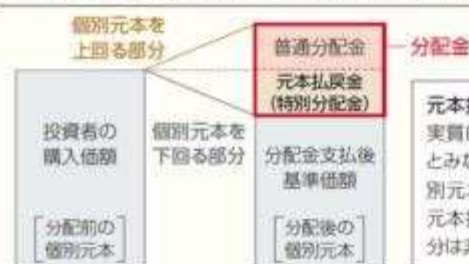 個別元本を
上回る部分
普通分配金
分配金
元本払戻金
(特別分配金)
投資者の
購入価額
個別元本を
下回る部分
分配金支払後
基準価額
分配前の
個別元本
分配後の
個別元本
元本
実質
とみな
別元
元本
分は